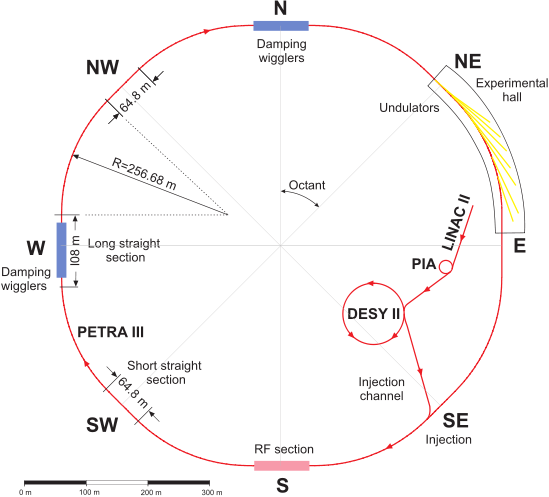 N
Damping
wigglers
NW
64.8 m
NE
Experimental
hall
Undulators
R=256.68 m
Octant
LINAC II
W
Long straight
section
108 m
Damping
wigglers
E
PIA
DESY II
PETRA III
Short straight
section
64.8 m
Injection
channel
SW
SE
Injection
RF section
S
0 m
100 m
200 m
300 m